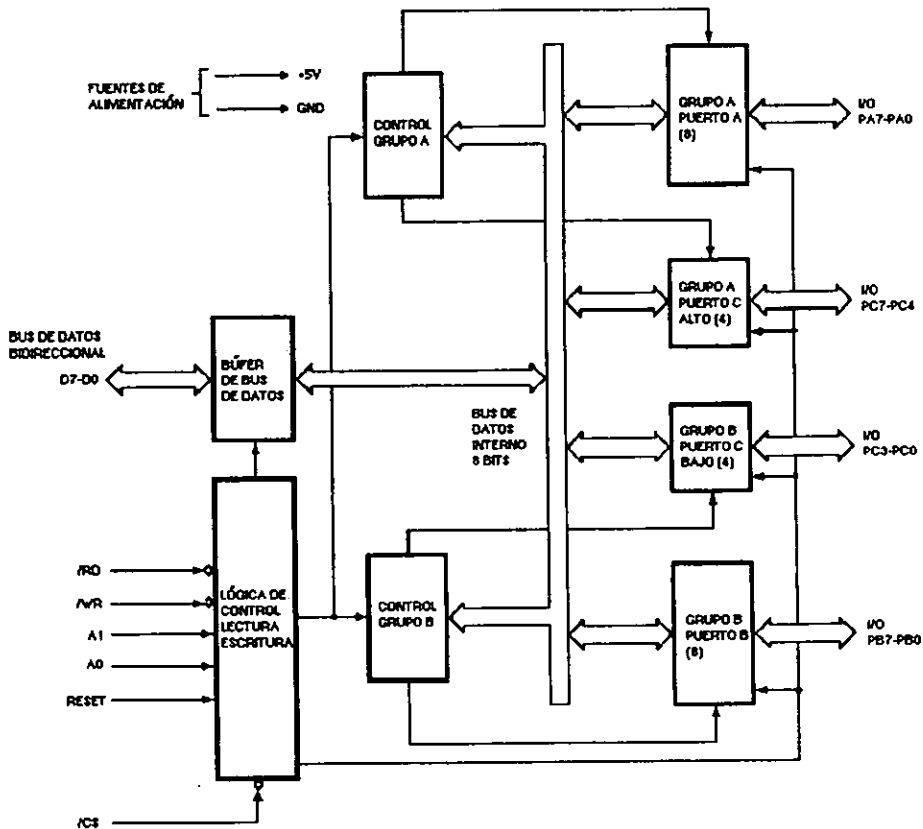 FUENTES DE
ALIMENTACIÓN
+5V
GND
CONTROL
GRUPO A
GRUPO A
PUERTO A
(8)
I/O
PA7-PA0
GRUPO A
PUERTO C
ALTO (4)
I/O
PC7-PC4
BUS DE DATOS
BIDIRECCIONAL
D7-D0
BÚFER
DE BUS
DE DATOS
BUS DE
DATOS
INTERNO
8 BITS
GRUPO B
PUERTO C
BAJO (4)
I/O
PC3-PC0
/RD
/WR
A1
A0
RESET
LÓGICA DE
CONTROL
LECTURA
ESCRITURA
CONTROL
GRUPO B
GRUPO B
PUERTO B
(8)
I/O
PB7-PB0
/CS